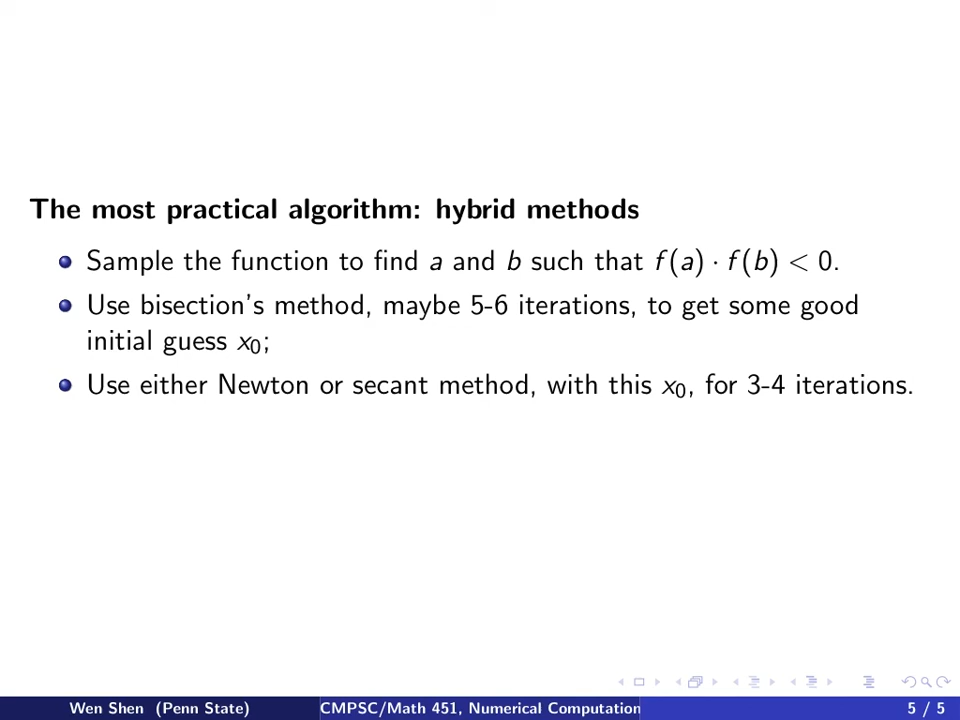 The most practical algorithm: hybrid methods
Sample the function to find a and b such that f(a) · f(b) < 0.
Use bisection's method, maybe 5-6 iterations, to get some good
initial guess x₀;
Use either Newton or secant method, with this x₀, for 3-4 iterations.
Wen Shen (Penn State) CMPSC/Math 451, Numerical Computation 5 / 5